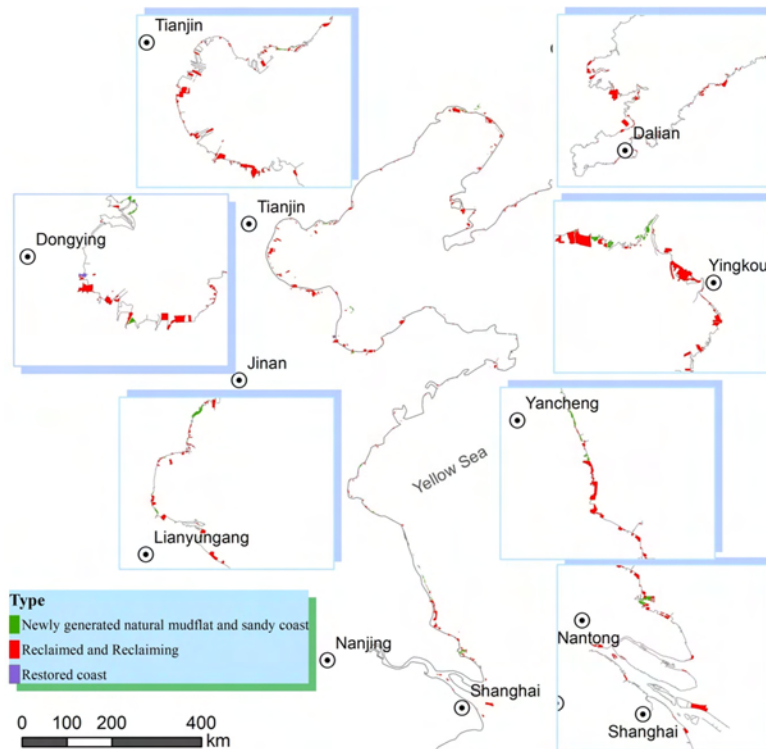 Tianjin
Dalian
Dongying
Tianjin
Yingkou
Jinan
Yancheng
Yellow Sea
Lianyungang
Type
Newly generated natural mudflat and sandy coast
Reclaimed and Reclaiming
Restored coast
Nantong
Nanjing
Shanghai
Shanghai
0 100 200 400
km